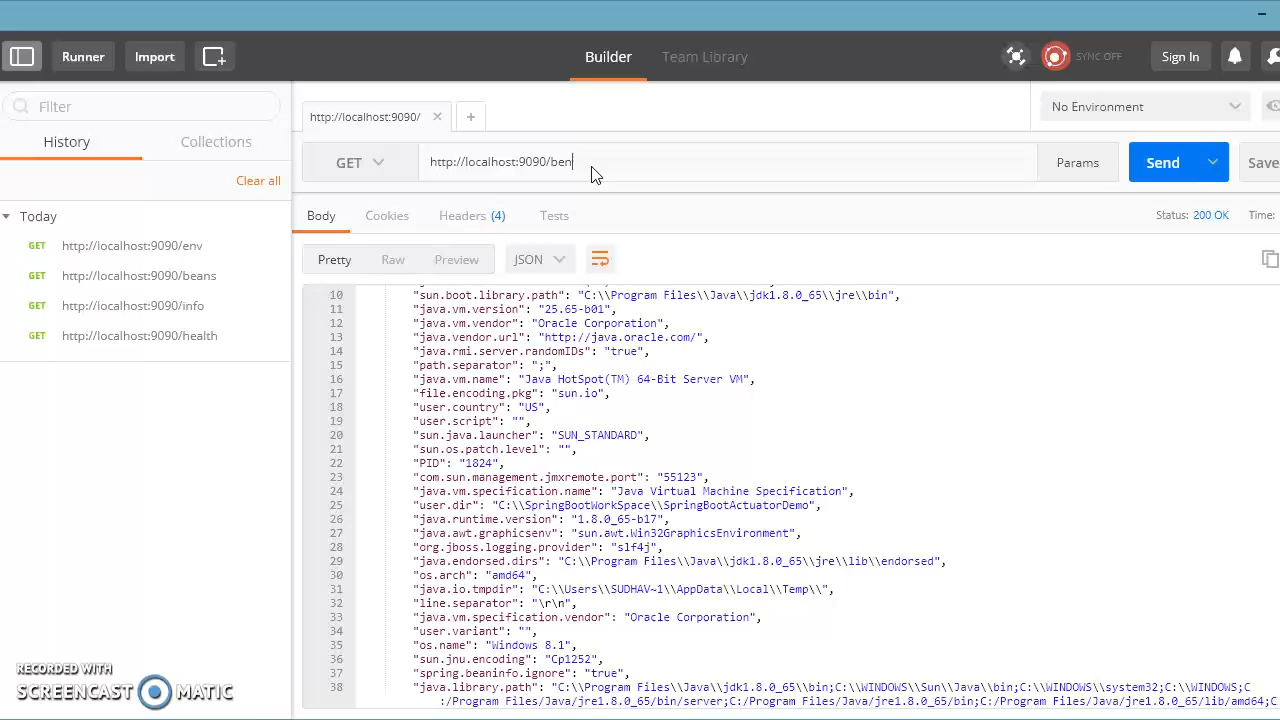 Runner
Import
Builder
Team Library
SYNC OFF
Sign In
Filter
http://localhost:9090/
No Environment
History
Collections
GET
http://localhost:9090/ben
Params
Send
Save
Clear all
Today
GET http://localhost:9090/env
GET http://localhost:9090/beans
GET http://localhost:9090/info
GET http://localhost:9090/health
Body
Cookies
Headers (4)
Tests
Status: 200 OK
Time:
Pretty
Raw
Preview
JSON
10 "sun.boot.library.path": "C:\\Program Files\\Java\\jdk1.8.0_65\\jre\\bin",
11 "java.vm.version": "25.65-b01",
12 "java.vm.vendor": "Oracle Corporation",
13 "java.vendor.url": "http://java.oracle.com/",
14 "java.rmi.server.randomIDs": "true",
15 "path.separator": ";",
16 "java.vm.name": "Java HotSpot(TM) 64-Bit Server VM",
17 "file.encoding.pkg": "sun.io",
18 "user.country": "US",
19 "user.script": "",
20 "sun.java.launcher": "SUN_STANDARD",
21 "sun.os.patch.level": "",
22 "PID": "1824",
23 "com.sun.management.jmxremote.port": "55123",
24 "java.vm.specification.name": "Java Virtual Machine Specification",
25 "user.dir": "C:\\SpringBootWorkSpace\\SpringBootActuatorDemo",
26 "java.runtime.version": "1.8.0_65-b17",
27 "java.awt.graphicsenv": "sun.awt.Win32GraphicsEnvironment",
28 "org.jboss.logging.provider": "slf4j",
29 "java.endorsed.dirs": "C:\\Program Files\\Java\\jdk1.8.0_65\\jre\\lib\\endorsed",
30 "os.arch": "amd64",
31 "java.io.tmpdir": "C:\\Users\\SUDHAV~1\\AppData\\Local\\Temp\\",
32 "line.separator": "\r\n",
33 "java.vm.specification.vendor": "Oracle Corporation",
34 "user.variant": "",
35 "os.name": "Windows 8.1",
36 "sun.jnu.encoding": "Cp1252",
37 "spring.beaninfo.ignore": "true",
38 "java.library.path": "C:\\Program Files\\Java\\jdk1.8.0_65\\bin;C:\\WINDOWS\\Sun\\Java\\bin;C:\\WINDOWS\\system32;C:\\WINDOWS;C
:/Program Files/Java/jre1.8.0_65/bin/server;C:/Program Files/Java/jre1.8.0_65/bin;C:/Program Files/Java/jre1.8.0_65/lib/amd64;C
RECORDED WITH
SCREENCAST MATIC